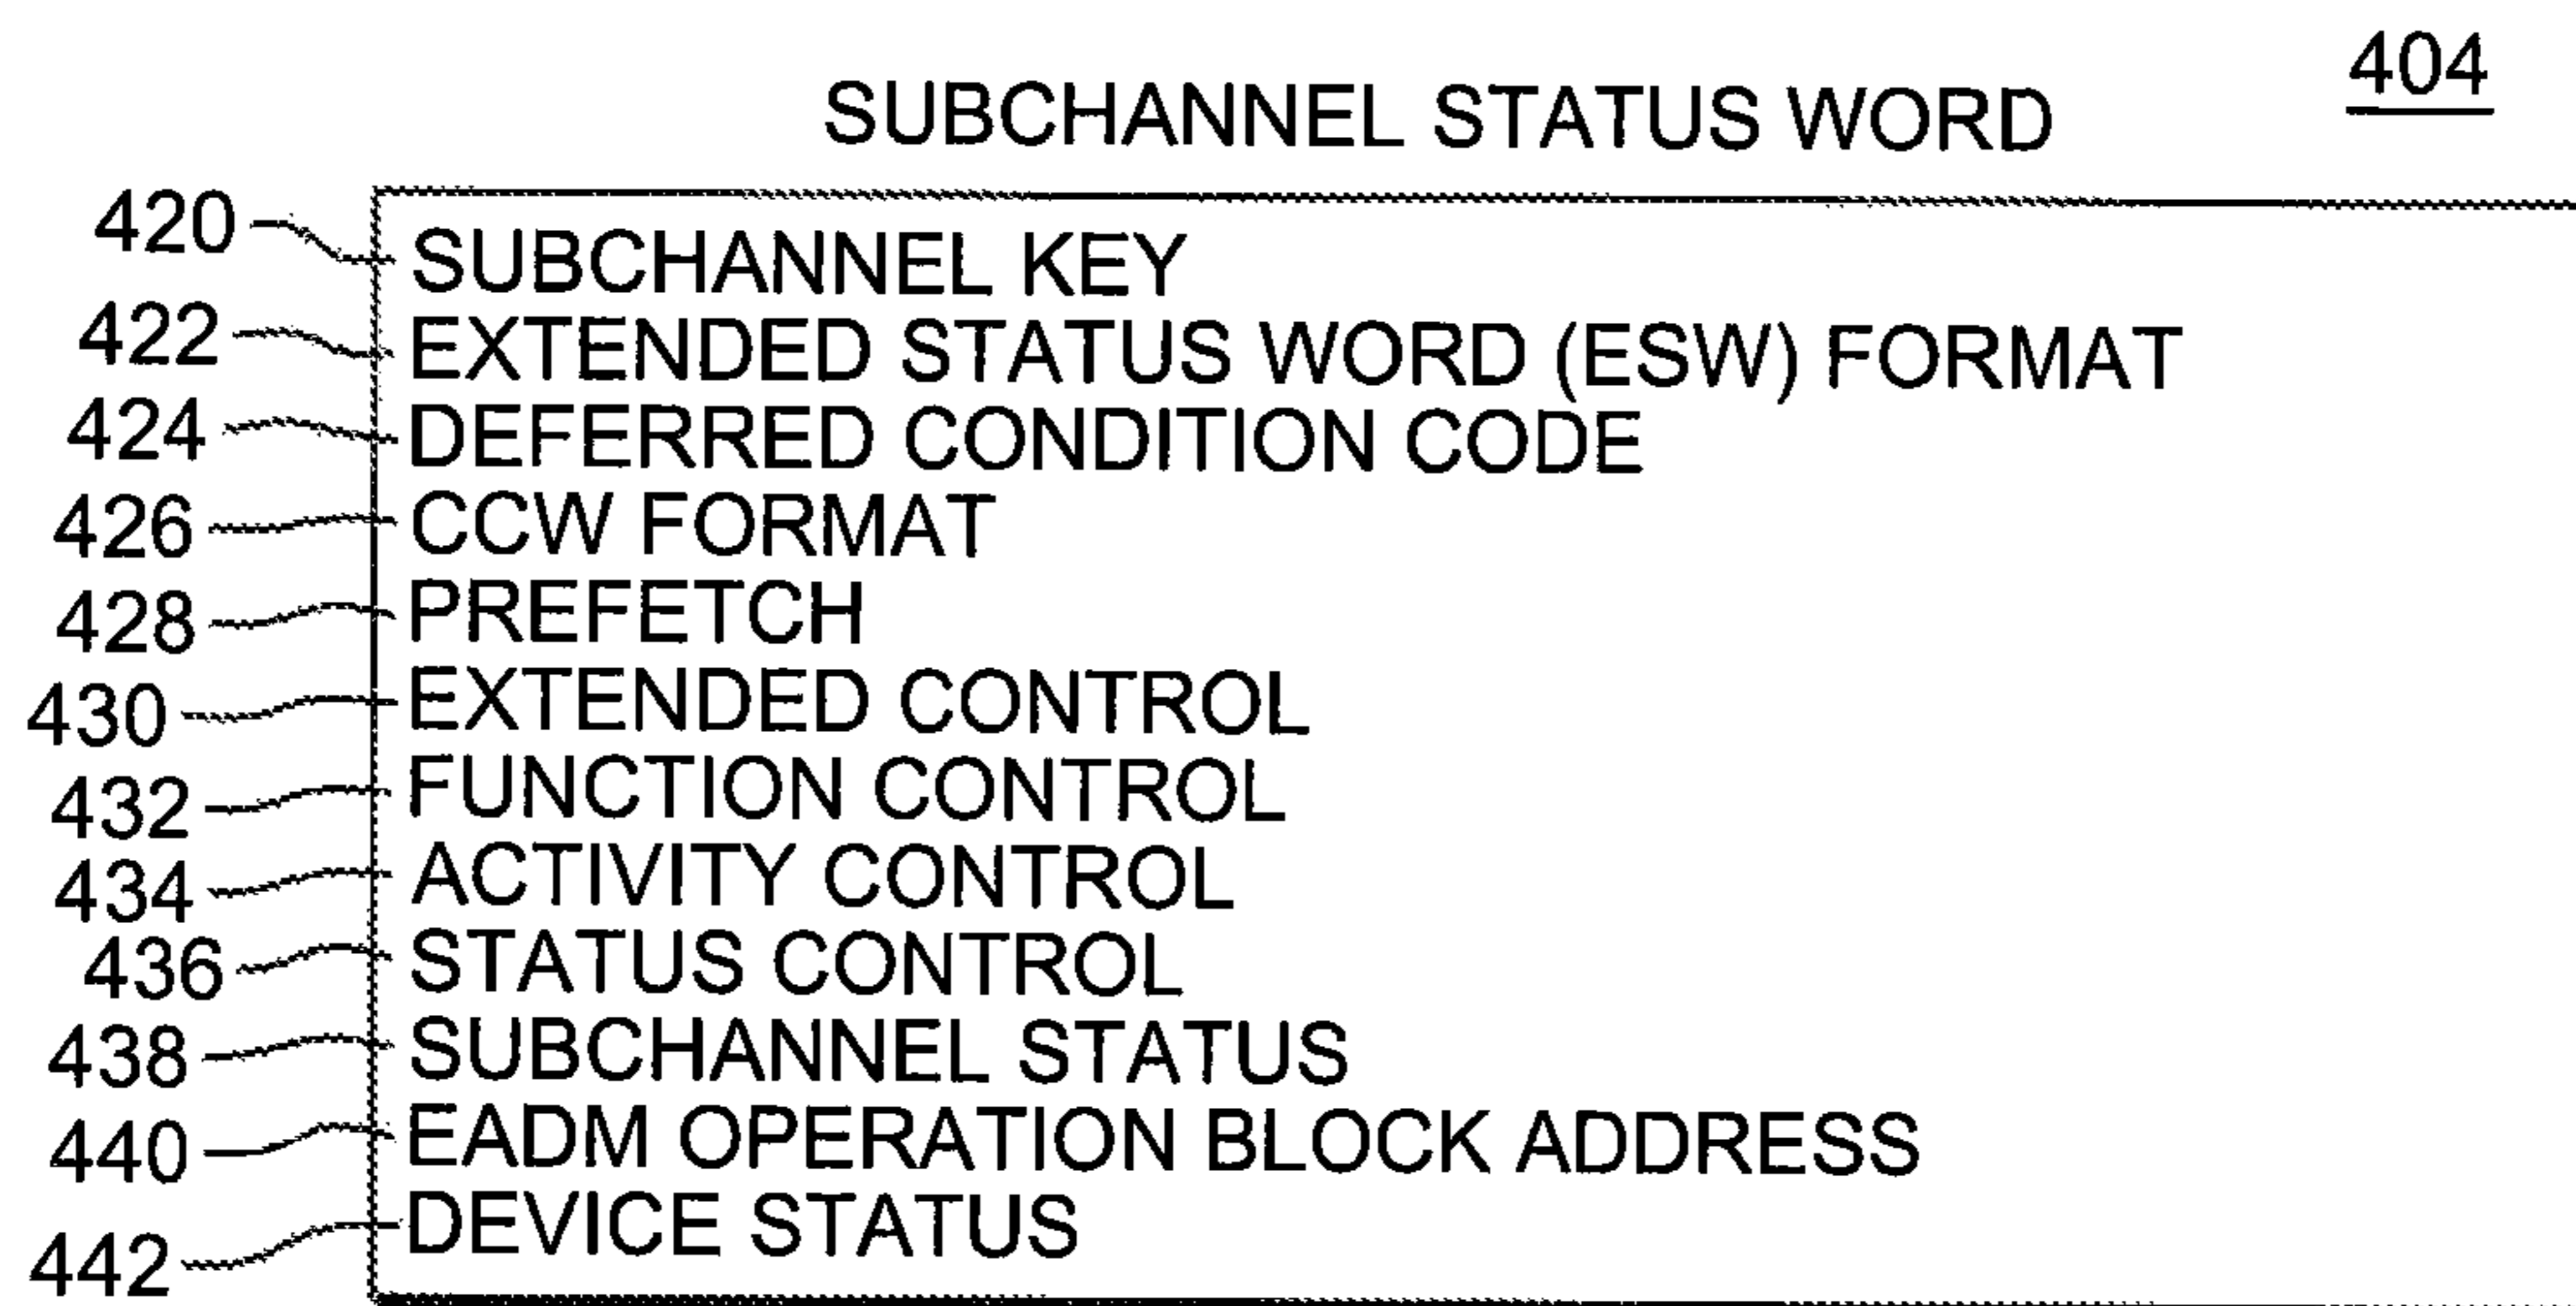 404
SUBCHANNEL STATUS WORD
420 SUBCHANNEL KEY
422 EXTENDED STATUS WORD (ESW) FORMAT
424 DEFERRED CONDITION CODE
426 CCW FORMAT
428 PREFETCH
430 EXTENDED CONTROL
432 FUNCTION CONTROL
434 ACTIVITY CONTROL
436 STATUS CONTROL
438 SUBCHANNEL STATUS
440 EADM OPERATION BLOCK ADDRESS
442 DEVICE STATUS